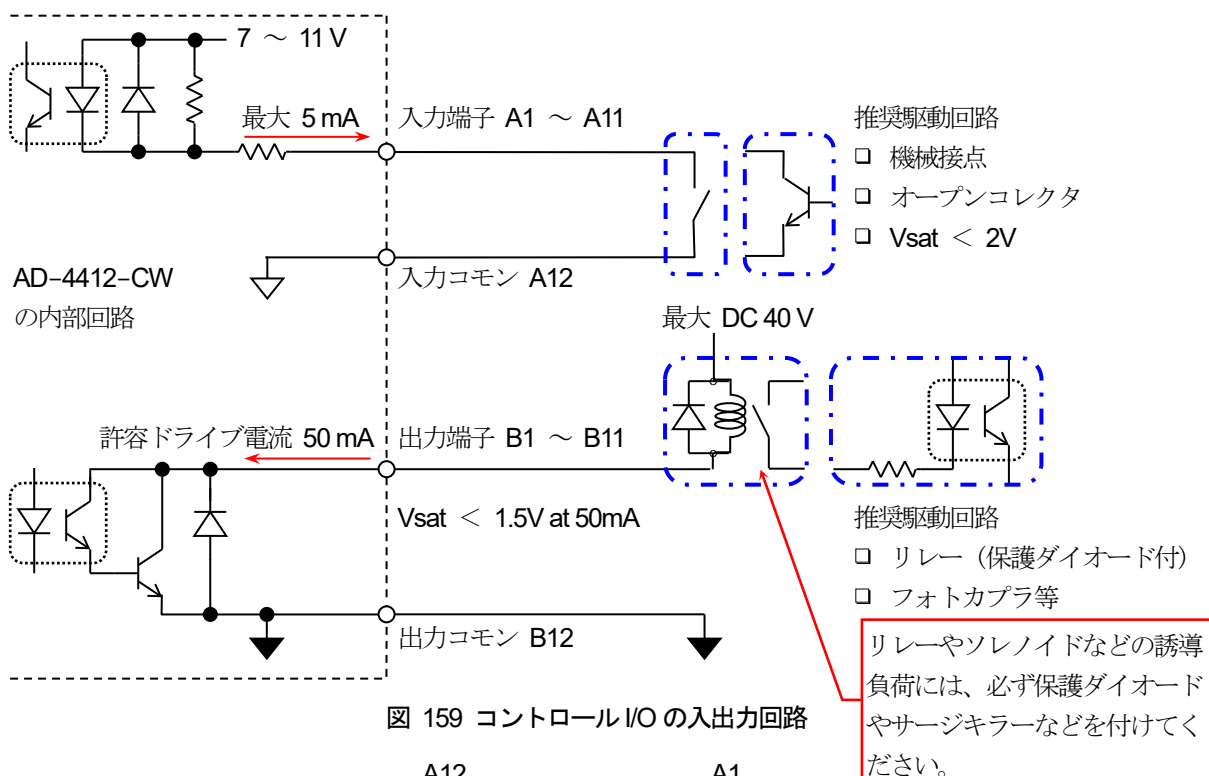 7 ～ 11 V
最大 5 mA
入力端子 A1 ～ A11
推奨駆動回路
❑ 機械接点
❑ オープンコレクタ
❑ Vsat ＜ 2V
AD-4412-CW
の内部回路
入力コモン A12
最大 DC 40 V
許容ドライブ電流 50 mA
出力端子 B1 ～ B11
Vsat ＜ 1.5V at 50mA
推奨駆動回路
❑ リレー（保護ダイオード付）
❑ フォトカプラ等
出力コモン B12
リレーやソレノイドなどの誘導
負荷には、必ず保護ダイオード
やサージキラーなどを付けてく
ださい。
図 159 コントロール I/O の入出力回路
A12 A1